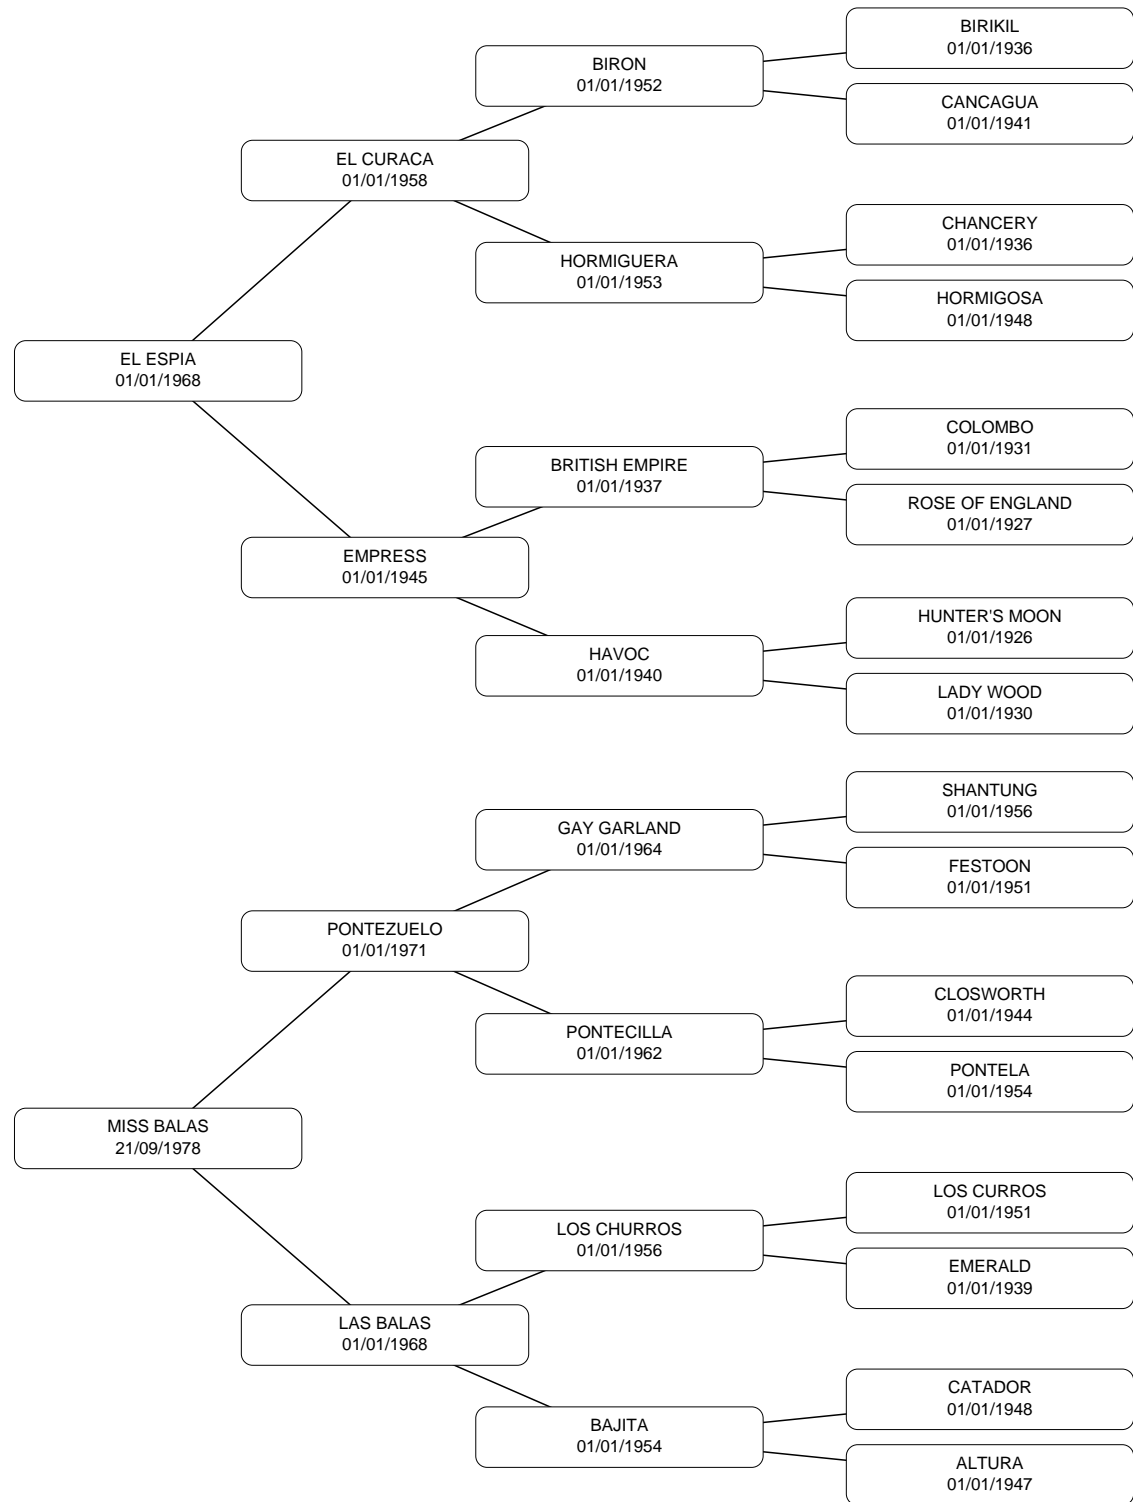 BIRIKIL
01/01/1936
BIRON
01/01/1952
CANCAGUA
01/01/1941
EL CURACA
01/01/1958
CHANCERY
01/01/1936
HORMIGUERA
01/01/1953
HORMIGOSA
01/01/1948
EL ESPIA
01/01/1968
COLOMBO
01/01/1931
BRITISH EMPIRE
01/01/1937
ROSE OF ENGLAND
01/01/1927
EMPRESS
01/01/1945
HUNTER'S MOON
01/01/1926
HAVOC
01/01/1940
LADY WOOD
01/01/1930
SHANTUNG
01/01/1956
GAY GARLAND
01/01/1964
FESTOON
01/01/1951
PONTEZUELO
01/01/1971
CLOSWORTH
01/01/1944
PONTECILLA
01/01/1962
PONTELA
01/01/1954
MISS BALAS
21/09/1978
LOS CURROS
01/01/1951
LOS CHURROS
01/01/1956
EMERALD
01/01/1939
LAS BALAS
01/01/1968
CATADOR
01/01/1948
BAJITA
01/01/1954
ALTURA
01/01/1947